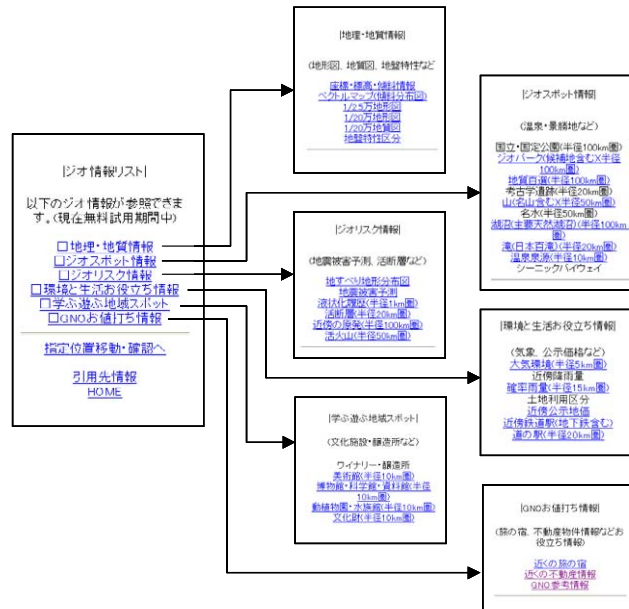 |ジオ情報リスト|
以下のジオ情報が参照できま
す。(現在無料試用期間中)
□地理・地質情報
□ジオスポット情報
□ジオリスク情報
□環境と生活お役立ち情報
□学ぶ遊ぶ地域スポット
□GNOお値打ち情報
指定位置移動・確認へ
引用先情報
HOME
|地理・地質情報|
(地形図、地質図、地盤特性など
座標・標高・傾斜情報
ベクトルマップ(傾斜分布図)
1/2.5万地形図
1/20万地形図
1/20万地質図
地盤特性区分
|ジオスポット情報|
(温泉・景勝地など)
国立・国定公園(半径100km圏)
ジオパーク(候補地含む)(半径
100km圏)
地質百選(半径100km圏)
考古学遺跡(半径20km圏)
山(名山含む)(半径50km圏)
名水(半径50km圏)
湖沼(主要天然湖沼)(半径100km
圏)
滝(日本百滝)(半径20km圏)
温泉泉源(半径10km圏)
シーニックバイウェイ
|ジオリスク情報|
(地震被害予測、活断層など)
地すべり地形分布図
地震被害予測
液状化履歴(半径1km圏)
活断層(半径20km圏)
近傍の原発(半径100km圏)
活火山(半径50km圏)
|環境と生活お役立ち情報|
(気象、公示価格など)
大気環境(半径5km圏)
近傍降雨量
確率雨量(半径15km圏)
土地利用区分
近傍公示地価
近傍鉄道駅(地下鉄含む)
道の駅(半径20km圏)
|学ぶ遊ぶ地域スポット|
(文化施設・醸造所など)
ワイナリー・醸造所
美術館(半径10km圏)
博物館・科学館・資料館(半径
10km圏)
動植物園・水族館(半径10km圏)
文化財(半径10km圏)
|GNOお値打ち情報|
(旅の宿、不動産物件情報などお
役立ち情報)
近くの旅の宿
近くの不動産情報
GNO参考情報